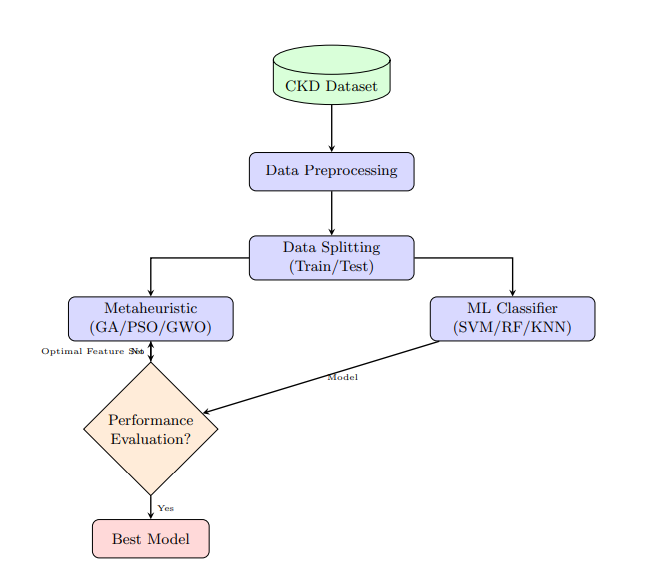 CKD Dataset
Data Preprocessing
Data Splitting
(Train/Test)
Metaheuristic
(GA/PSO/GWO)
ML Classifier
(SVM/RF/KNN)
Optimal Feature Set
No
Model
Performance
Evaluation?
Yes
Best Model